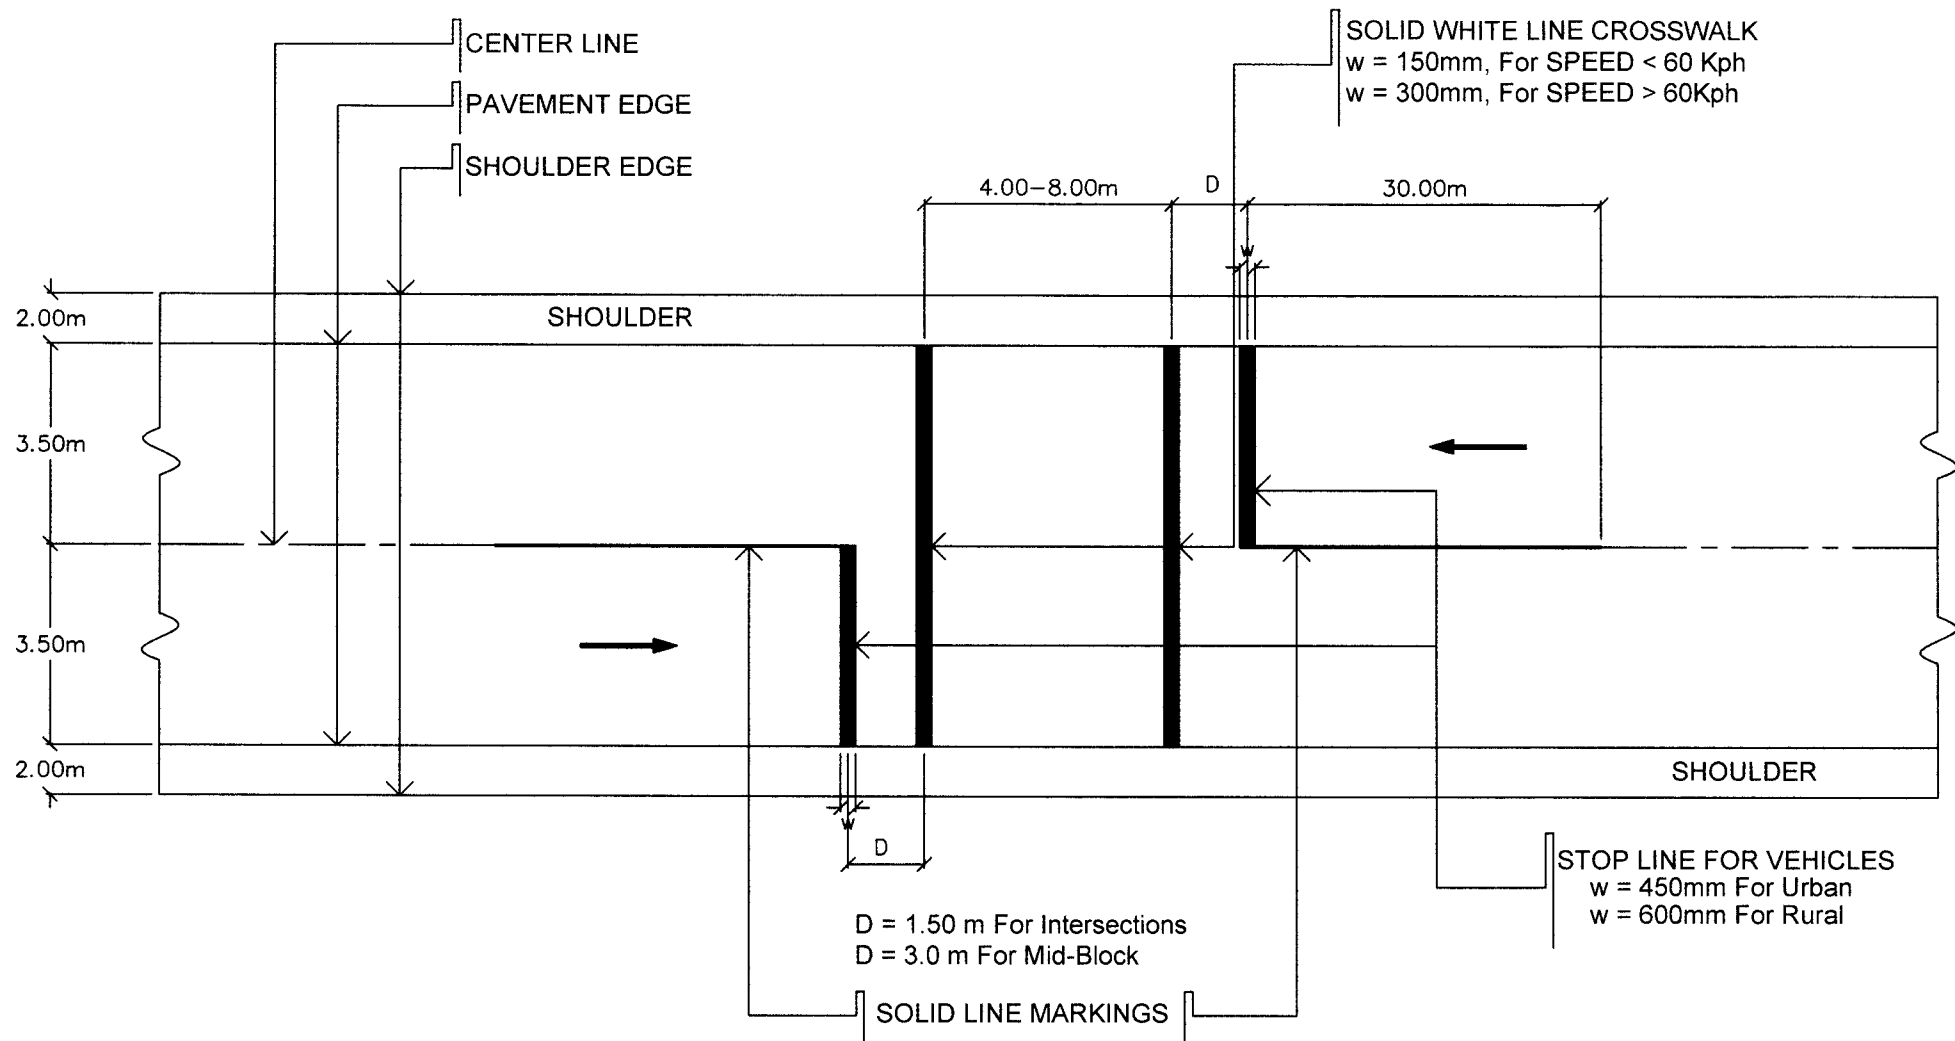 CENTER LINE
PAVEMENT EDGE
SHOULDER EDGE
SOLID WHITE LINE CROSSWALK
w = 150mm, For SPEED < 60 Kph
w = 300mm, For SPEED > 60Kph
4.00-8.00m
D
30.00m
w
2.00m
SHOULDER
3.50m
3.50m
2.00m
SHOULDER
w
D
STOP LINE FOR VEHICLES
w = 450mm For Urban
w = 600mm For Rural
D = 1.50 m For Intersections
D = 3.0 m For Mid-Block
SOLID LINE MARKINGS